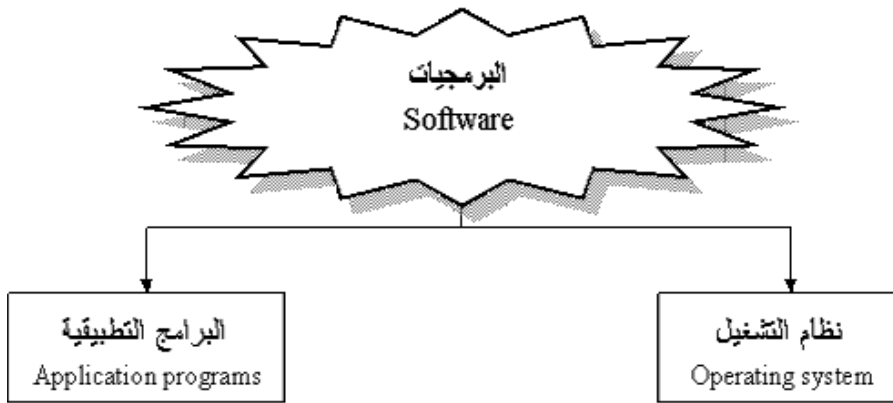 البرمجيات
Software
نظام التشغيل
Operating system
البرامج التطبيقية
Application programs